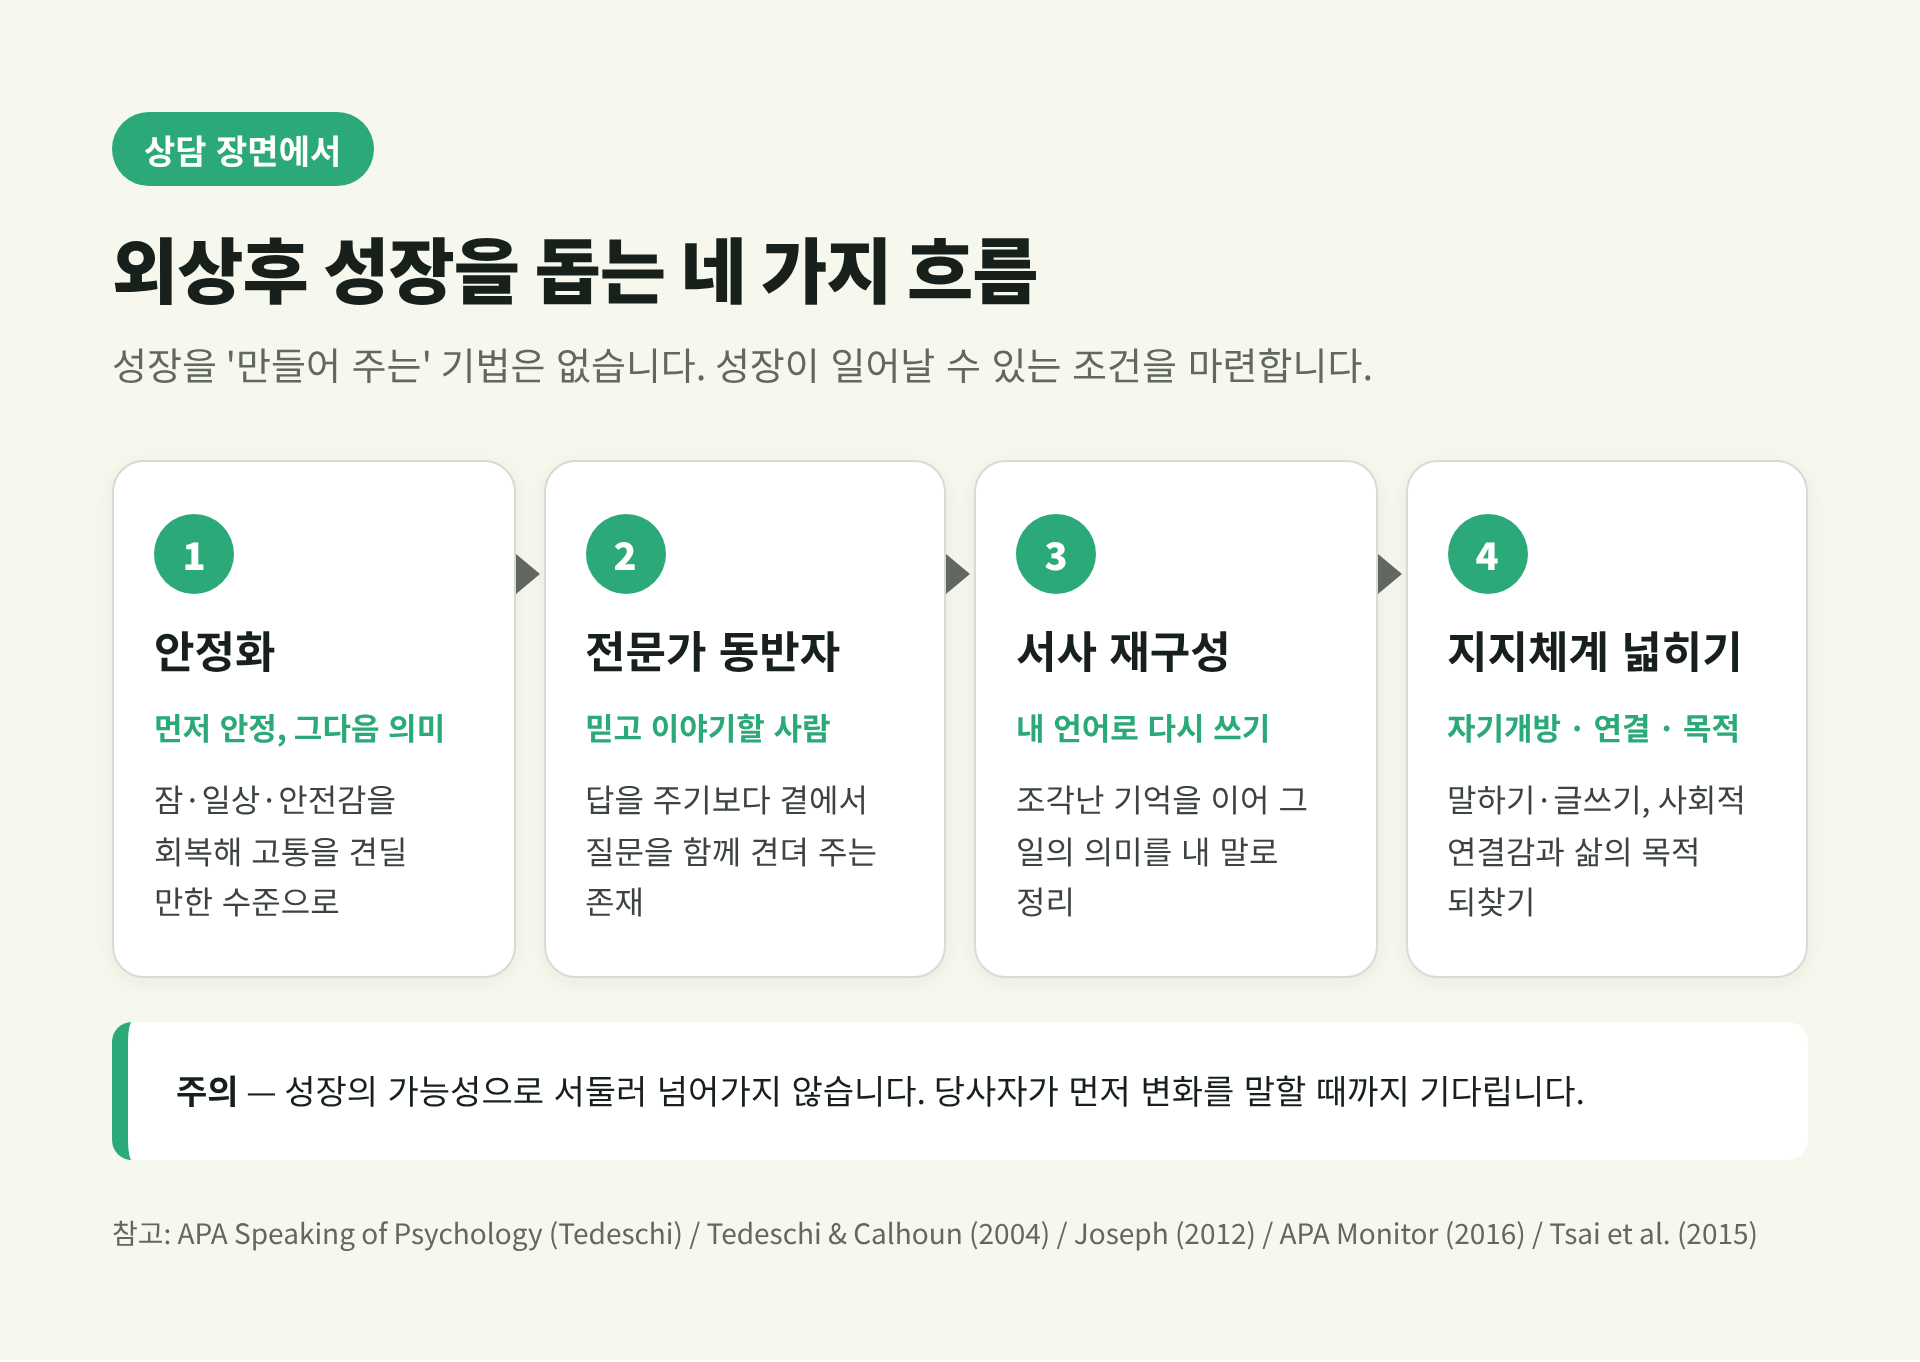 상담 장면에서
외상후 성장을 돕는 네 가지 흐름
성장을 '만들어 주는' 기법은 없습니다. 성장이 일어날 수 있는 조건을 마련합니다.
1
안정화
먼저 안정, 그다음 의미
잠·일상·안전감을
회복해 고통을 견딜
만한 수준으로
2
전문가 동반자
믿고 이야기할 사람
답을 주기보다 곁에서
질문을 함께 견뎌 주는
존재
3
서사 재구성
내 언어로 다시 쓰기
조각난 기억을 이어 그
일의 의미를 내 말로
정리
4
지지체계 넓히기
자기개방 · 연결 · 목적
말하기·글쓰기, 사회적
연결감과 삶의 목적
되찾기
주의 — 성장의 가능성으로 서둘러 넘어가지 않습니다. 당사자가 먼저 변화를 말할 때까지 기다립니다.
참고: APA Speaking of Psychology (Tedeschi) / Tedeschi & Calhoun (2004) / Joseph (2012) / APA Monitor (2016) / Tsai et al. (2015)